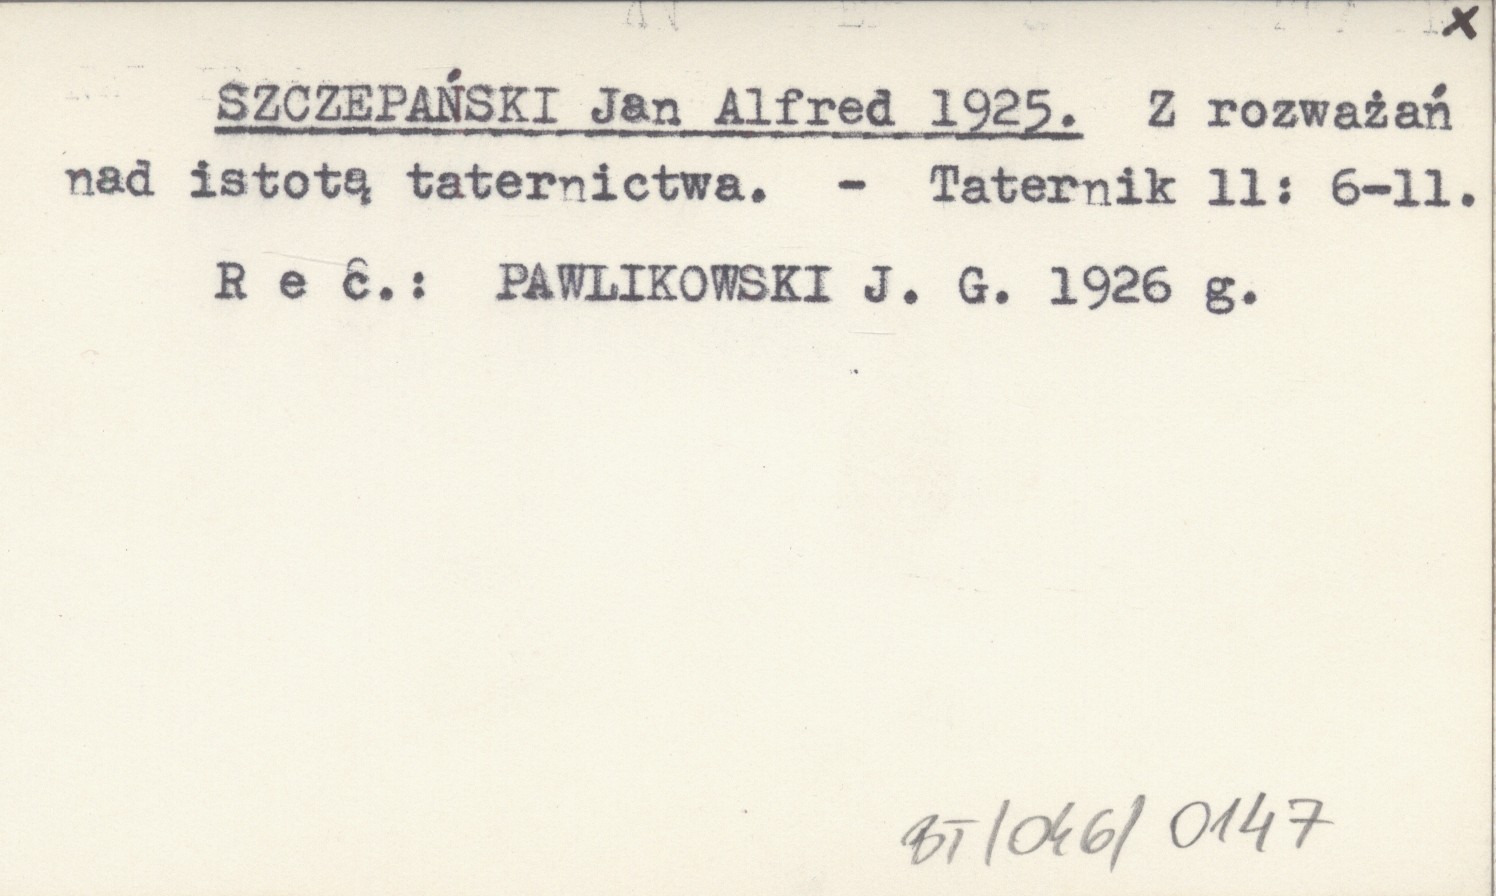 x
SZCZEPAŃSKI Jan Alfred 1925. Z rozważań
nad istotą taternictwa. - Taternik 11: 6-11.
R e c.: PAWLIKOWSKI J. G. 1926 g.
BT/046/ 0147